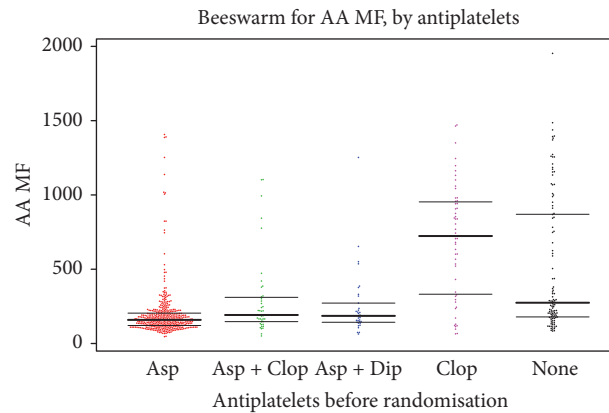 Beeswarm for AA MF, by antiplatelets
2000
1500
1000
500
0
AA MF
Asp Asp + Clop Asp + Dip Clop None
Antiplatelets before randomisation